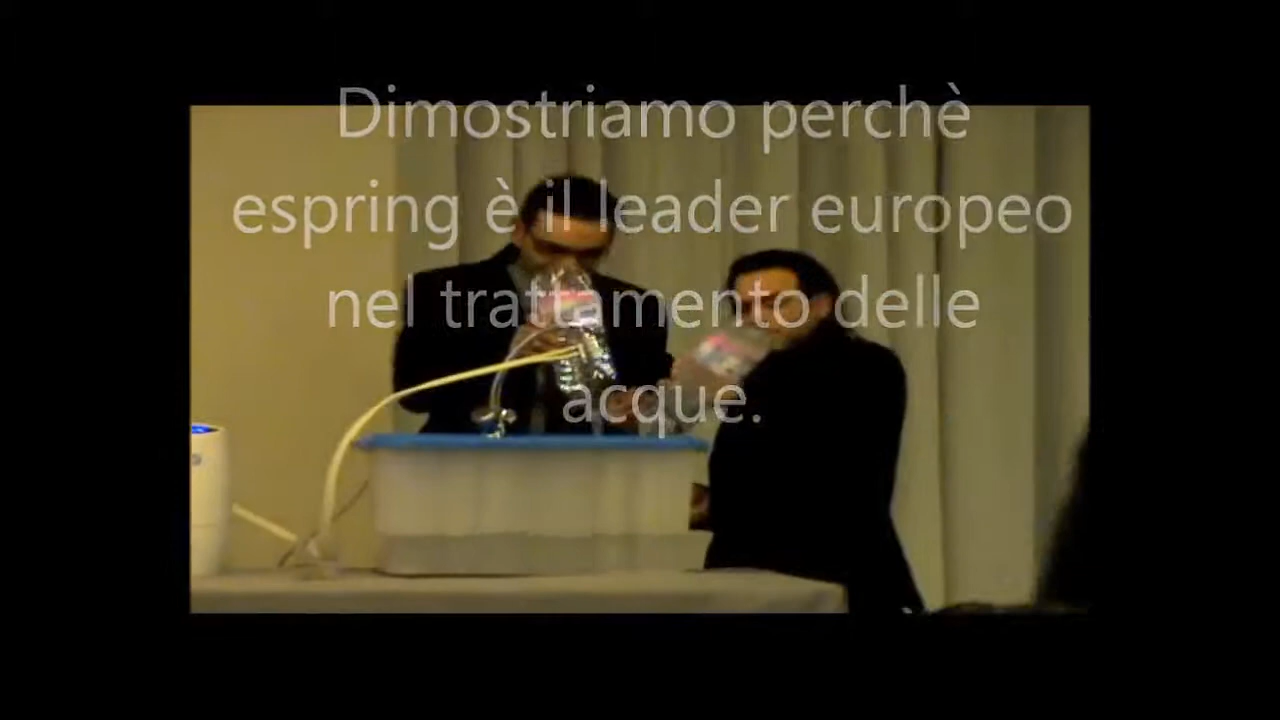 Dimostriamo perchè
espring è il leader europeo
nel trattamento delle
acque.